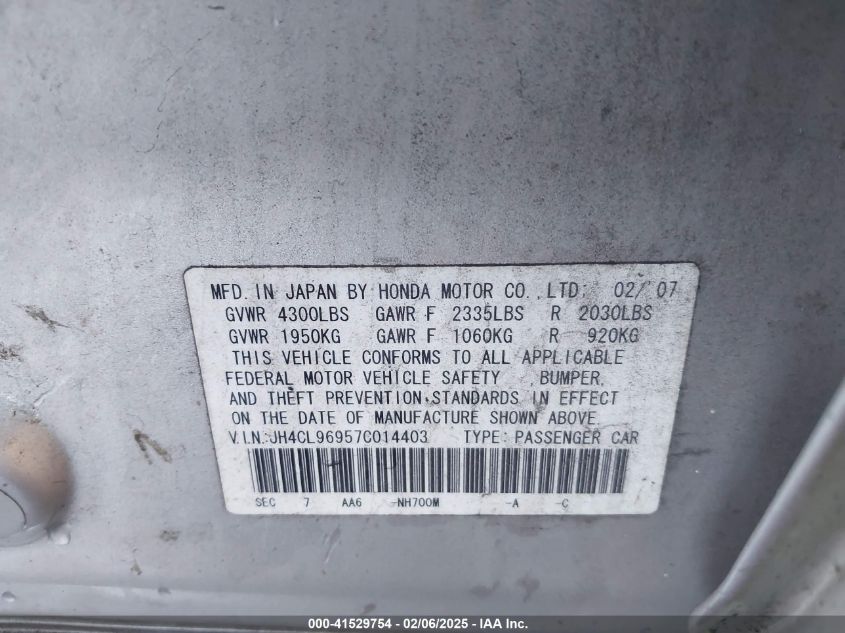 MFD. IN JAPAN BY HONDA MOTOR CO., LTD. 02/ 07
GVWR 4300LBS GAWR F 2335LBS R 2030LBS
GVWR 1950KG GAWR F 1060KG R 920KG
THIS VEHICLE CONFORMS TO ALL APPLICABLE
FEDERAL MOTOR VEHICLE SAFETY , BUMPER,
AND THEFT PREVENTION STANDARDS IN EFFECT
ON THE DATE OF MANUFACTURE SHOWN ABOVE.
V.I.N. JH4CL96957C014403 TYPE: PASSENGER CAR
SEC 7 AA6 -NH700M -A -C
000-41529754 - 02/06/2025 - IAA Inc.